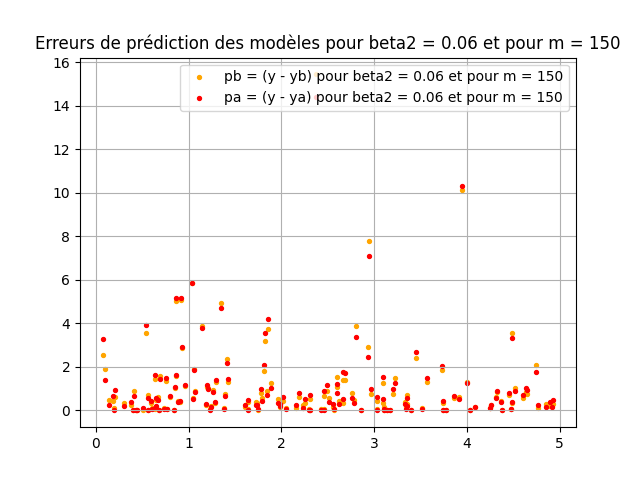 Erreurs de prédiction des modèles pour beta2 = 0.06 et pour m = 150
pb = (y - yb) pour beta2 = 0.06 et pour m = 150
pa = (y - ya) pour beta2 = 0.06 et pour m = 150
16
14
12
10
8
6
4
2
0
0 1 2 3 4 5